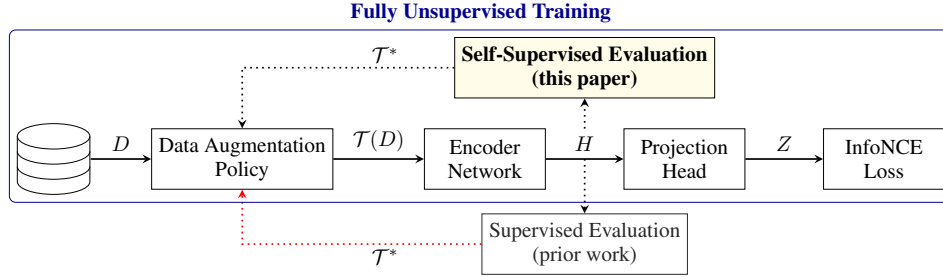 Fully Unsupervised Training
𝒯*
Self-Supervised Evaluation
(this paper)
D
Data Augmentation
Policy
𝒯(D)
Encoder
Network
H
Projection
Head
Z
InfoNCE
Loss
𝒯*
Supervised Evaluation
(prior work)